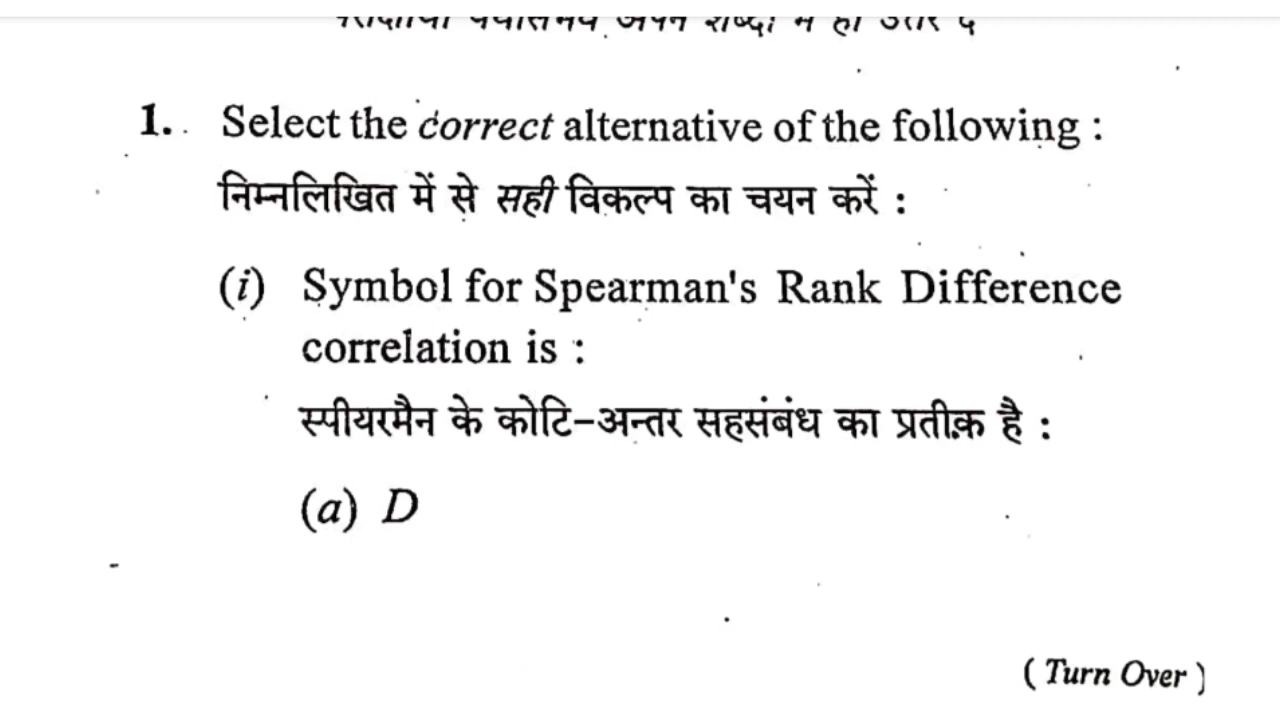 1. Select the correct alternative of the following :
निम्नलिखित में से सही विकल्प का चयन करें :
(i) Symbol for Spearman's Rank Difference
correlation is :
स्पीयरमैन के कोटि-अन्तर सहसंबंध का प्रतीक है :
(a) D
( Turn Over )